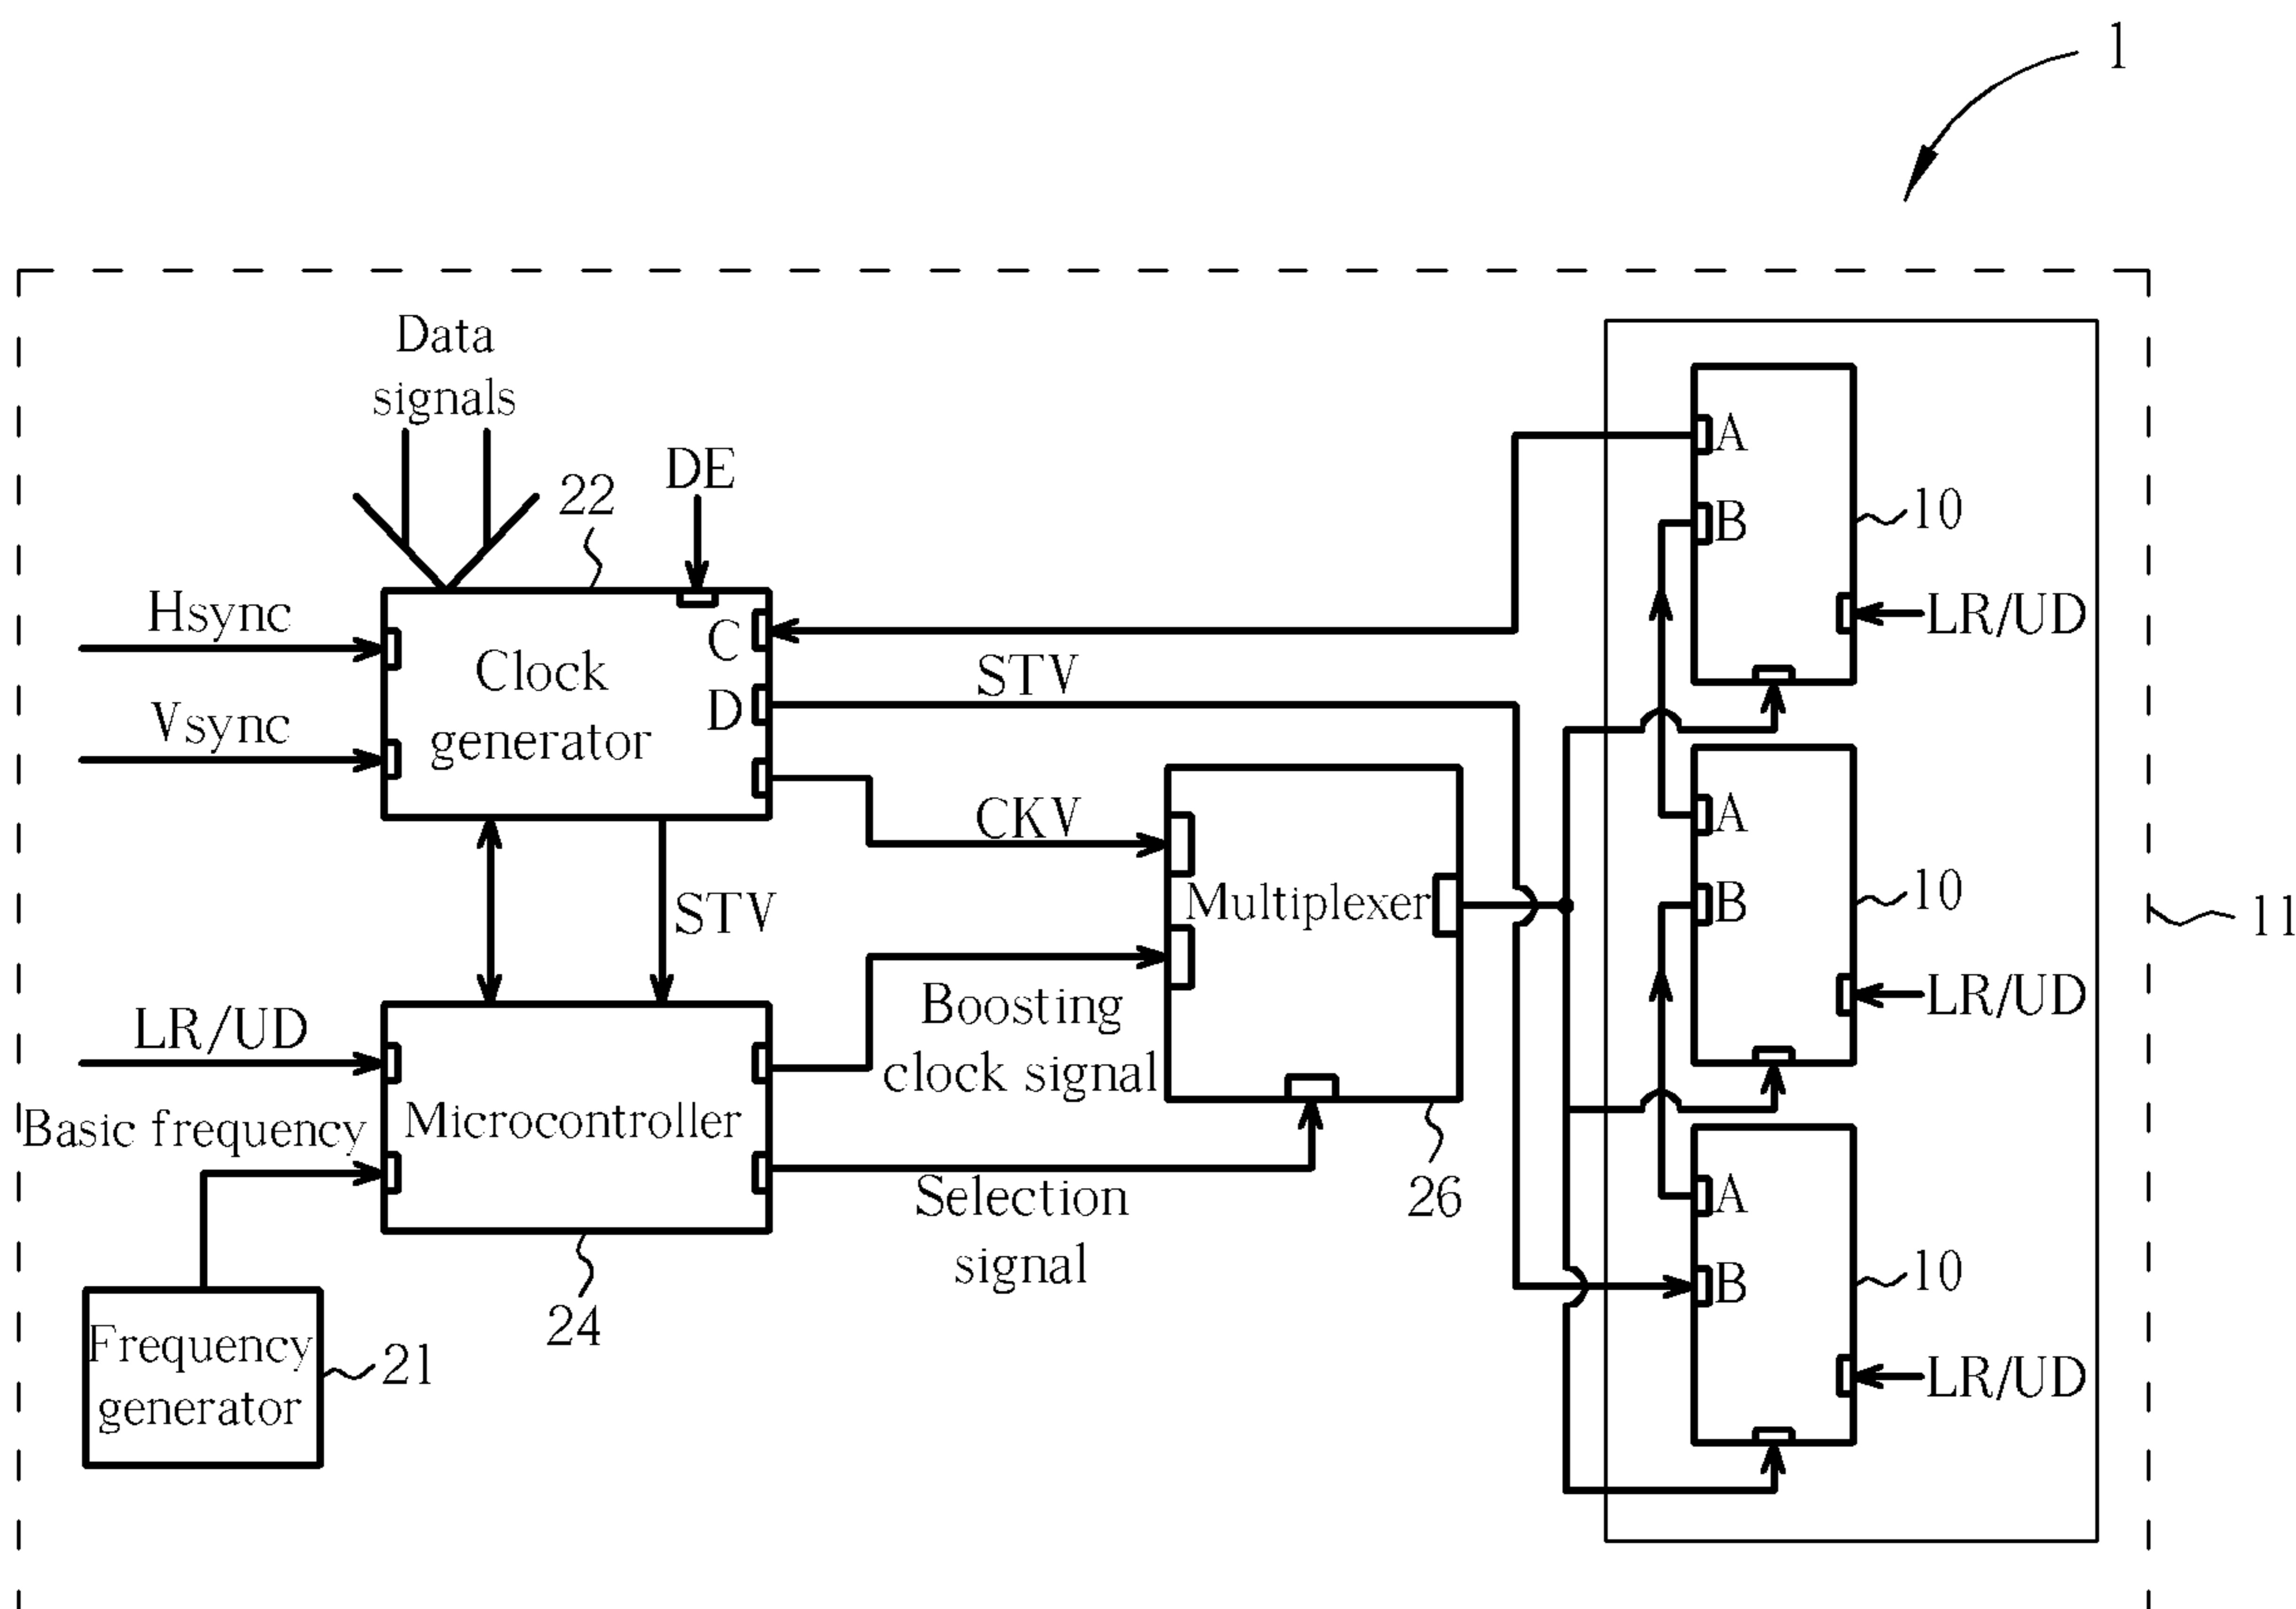 1
Data
signals
22
DE
A
B
10
LR/UD
Hsync
C
Clock
generator
STV
D
Vsync
CKV
STV
Multiplexer
A
B
10
LR/UD
11
LR/UD
Boosting
clock signal
Basic frequency
Microcontroller
26
Selection
signal
24
A
B
10
LR/UD
Frequency
generator
21